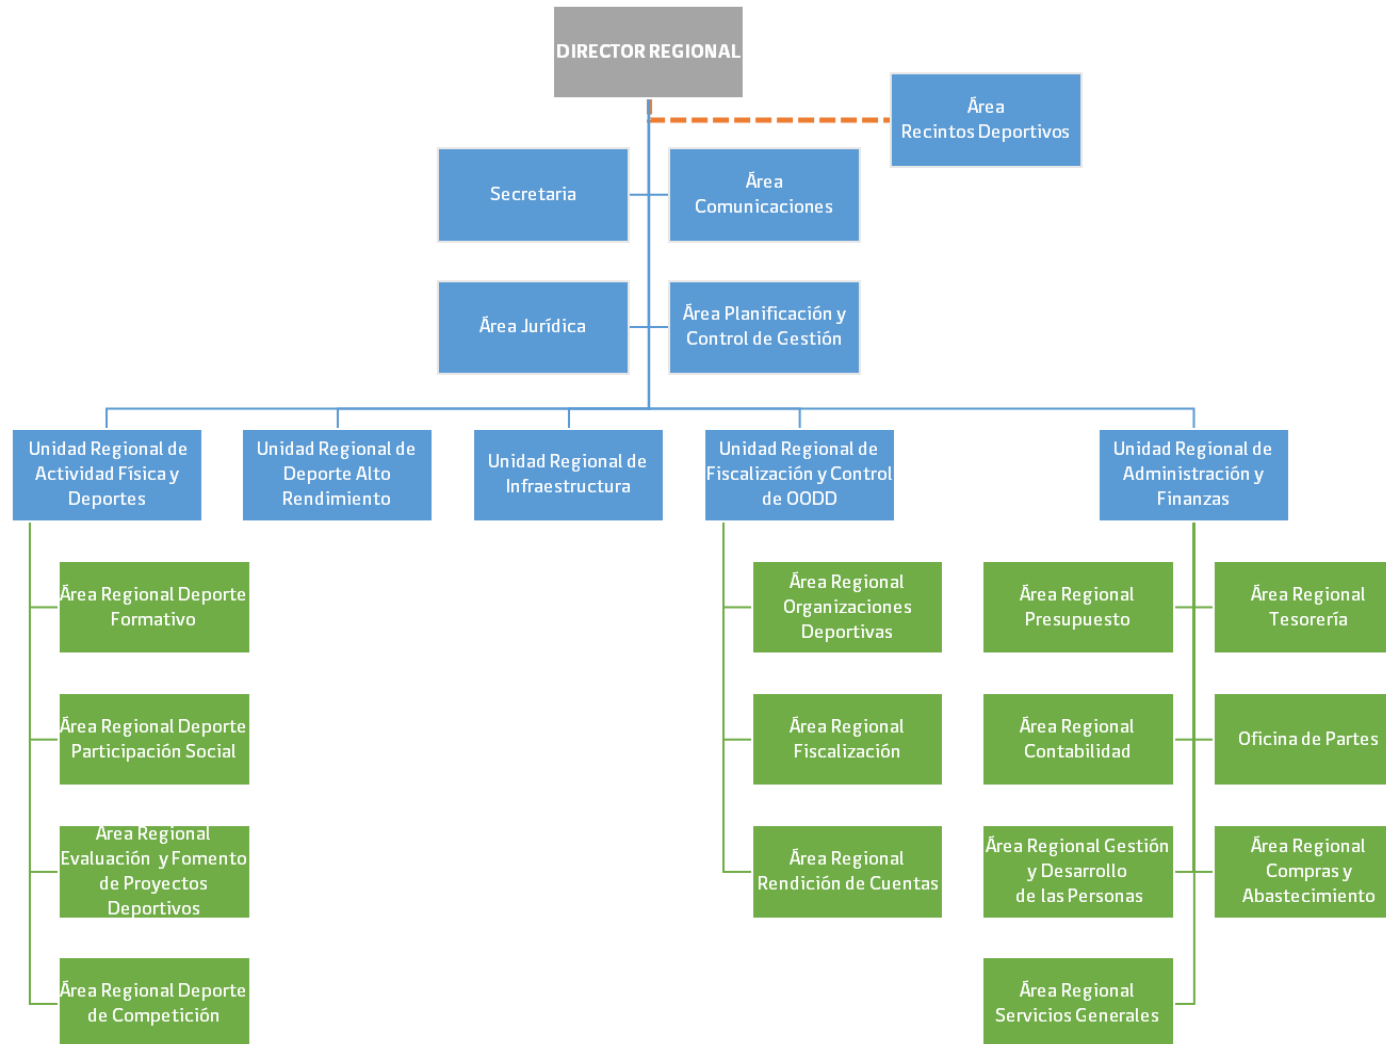 DIRECTOR REGIONAL
Área
Recintos Deportivos
Secretaria
Área
Comunicaciones
Área Jurídica
Área Planificación y
Control de Gestión
Unidad Regional de
Actividad Física y
Deportes
Unidad Regional de
Deporte Alto
Rendimiento
Unidad Regional de
Infraestructura
Unidad Regional de
Fiscalización y Control
de OODD
Unidad Regional de
Administración y
Finanzas
Área Regional Deporte
Formativo
Área Regional Deporte
Participación Social
Área Regional
Evaluación y Fomento
de Proyectos
Deportivos
Área Regional Deporte
de Competición
Área Regional
Organizaciones
Deportivas
Área Regional
Fiscalización
Área Regional
Rendición de Cuentas
Área Regional
Presupuesto
Área Regional
Tesorería
Área Regional
Contabilidad
Oficina de Partes
Área Regional Gestión
y Desarrollo
de las Personas
Área Regional
Compras y
Abastecimiento
Área Regional
Servicios Generales